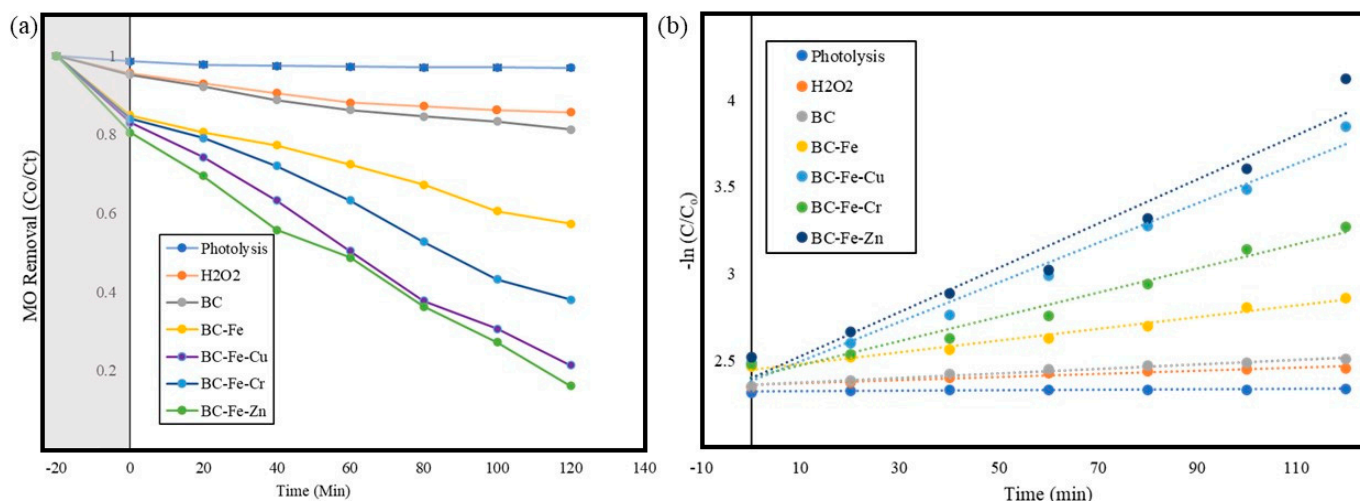 (a)
MO Removal (Co/Ct)
1
0.8
0.6
0.4
0.2
Photolysis
H2O2
BC
BC-Fe
BC-Fe-Cu
BC-Fe-Cr
BC-Fe-Zn
-20 0 20 40 60 80 100 120 140
Time (Min)
(b)
-ln (C/Co)
4
3.5
3
2.5
2
Photolysis
H2O2
BC
BC-Fe
BC-Fe-Cu
BC-Fe-Cr
BC-Fe-Zn
-10 10 30 50 70 90 110
Time (min)